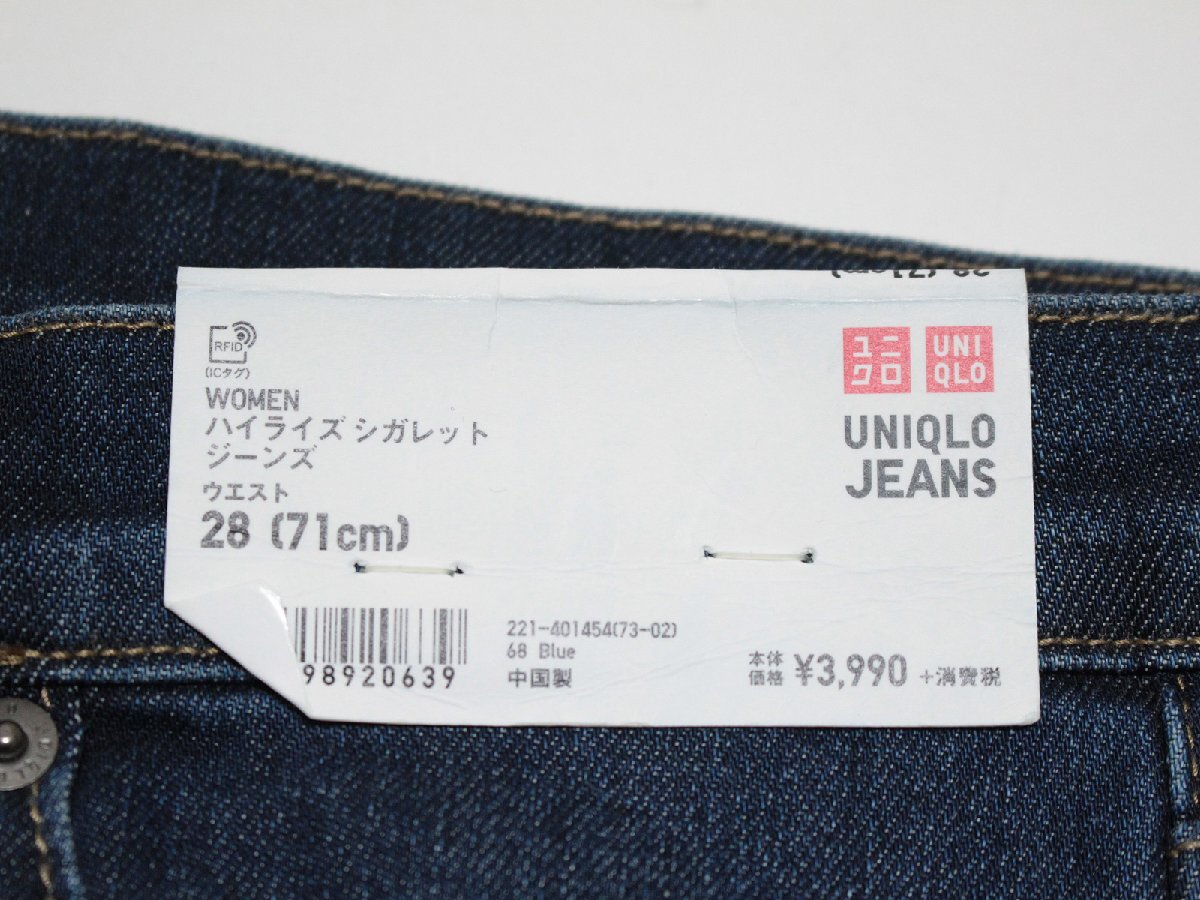 28 (71cm)
RFID
(ICタグ)
WOMEN
ハイライズ シガレット
ジーンズ
ウエスト
28 (71cm)
ユニ
クロ
UNI
QLO
UNIQLO
JEANS
98920639
221-401454(73-02)
68 Blue
中国製
本体
価格 ¥3,990 +消費税